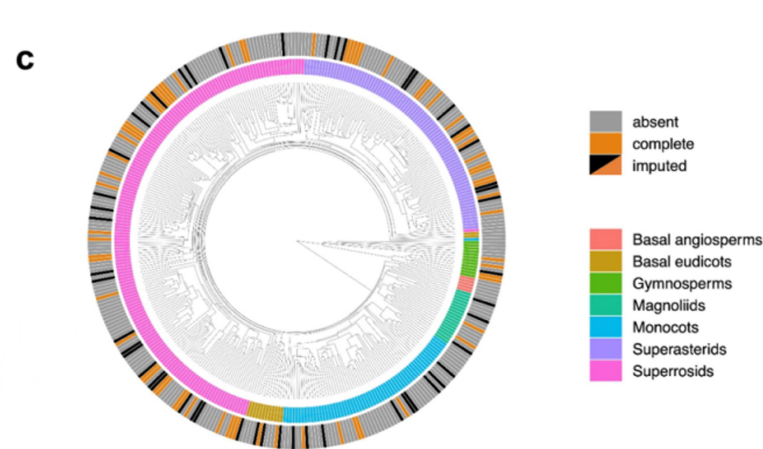 c
absent
complete
imputed
Basal angiosperms
Basal eudicots
Gymnosperms
Magnoliids
Monocots
Superasterids
Superrosids